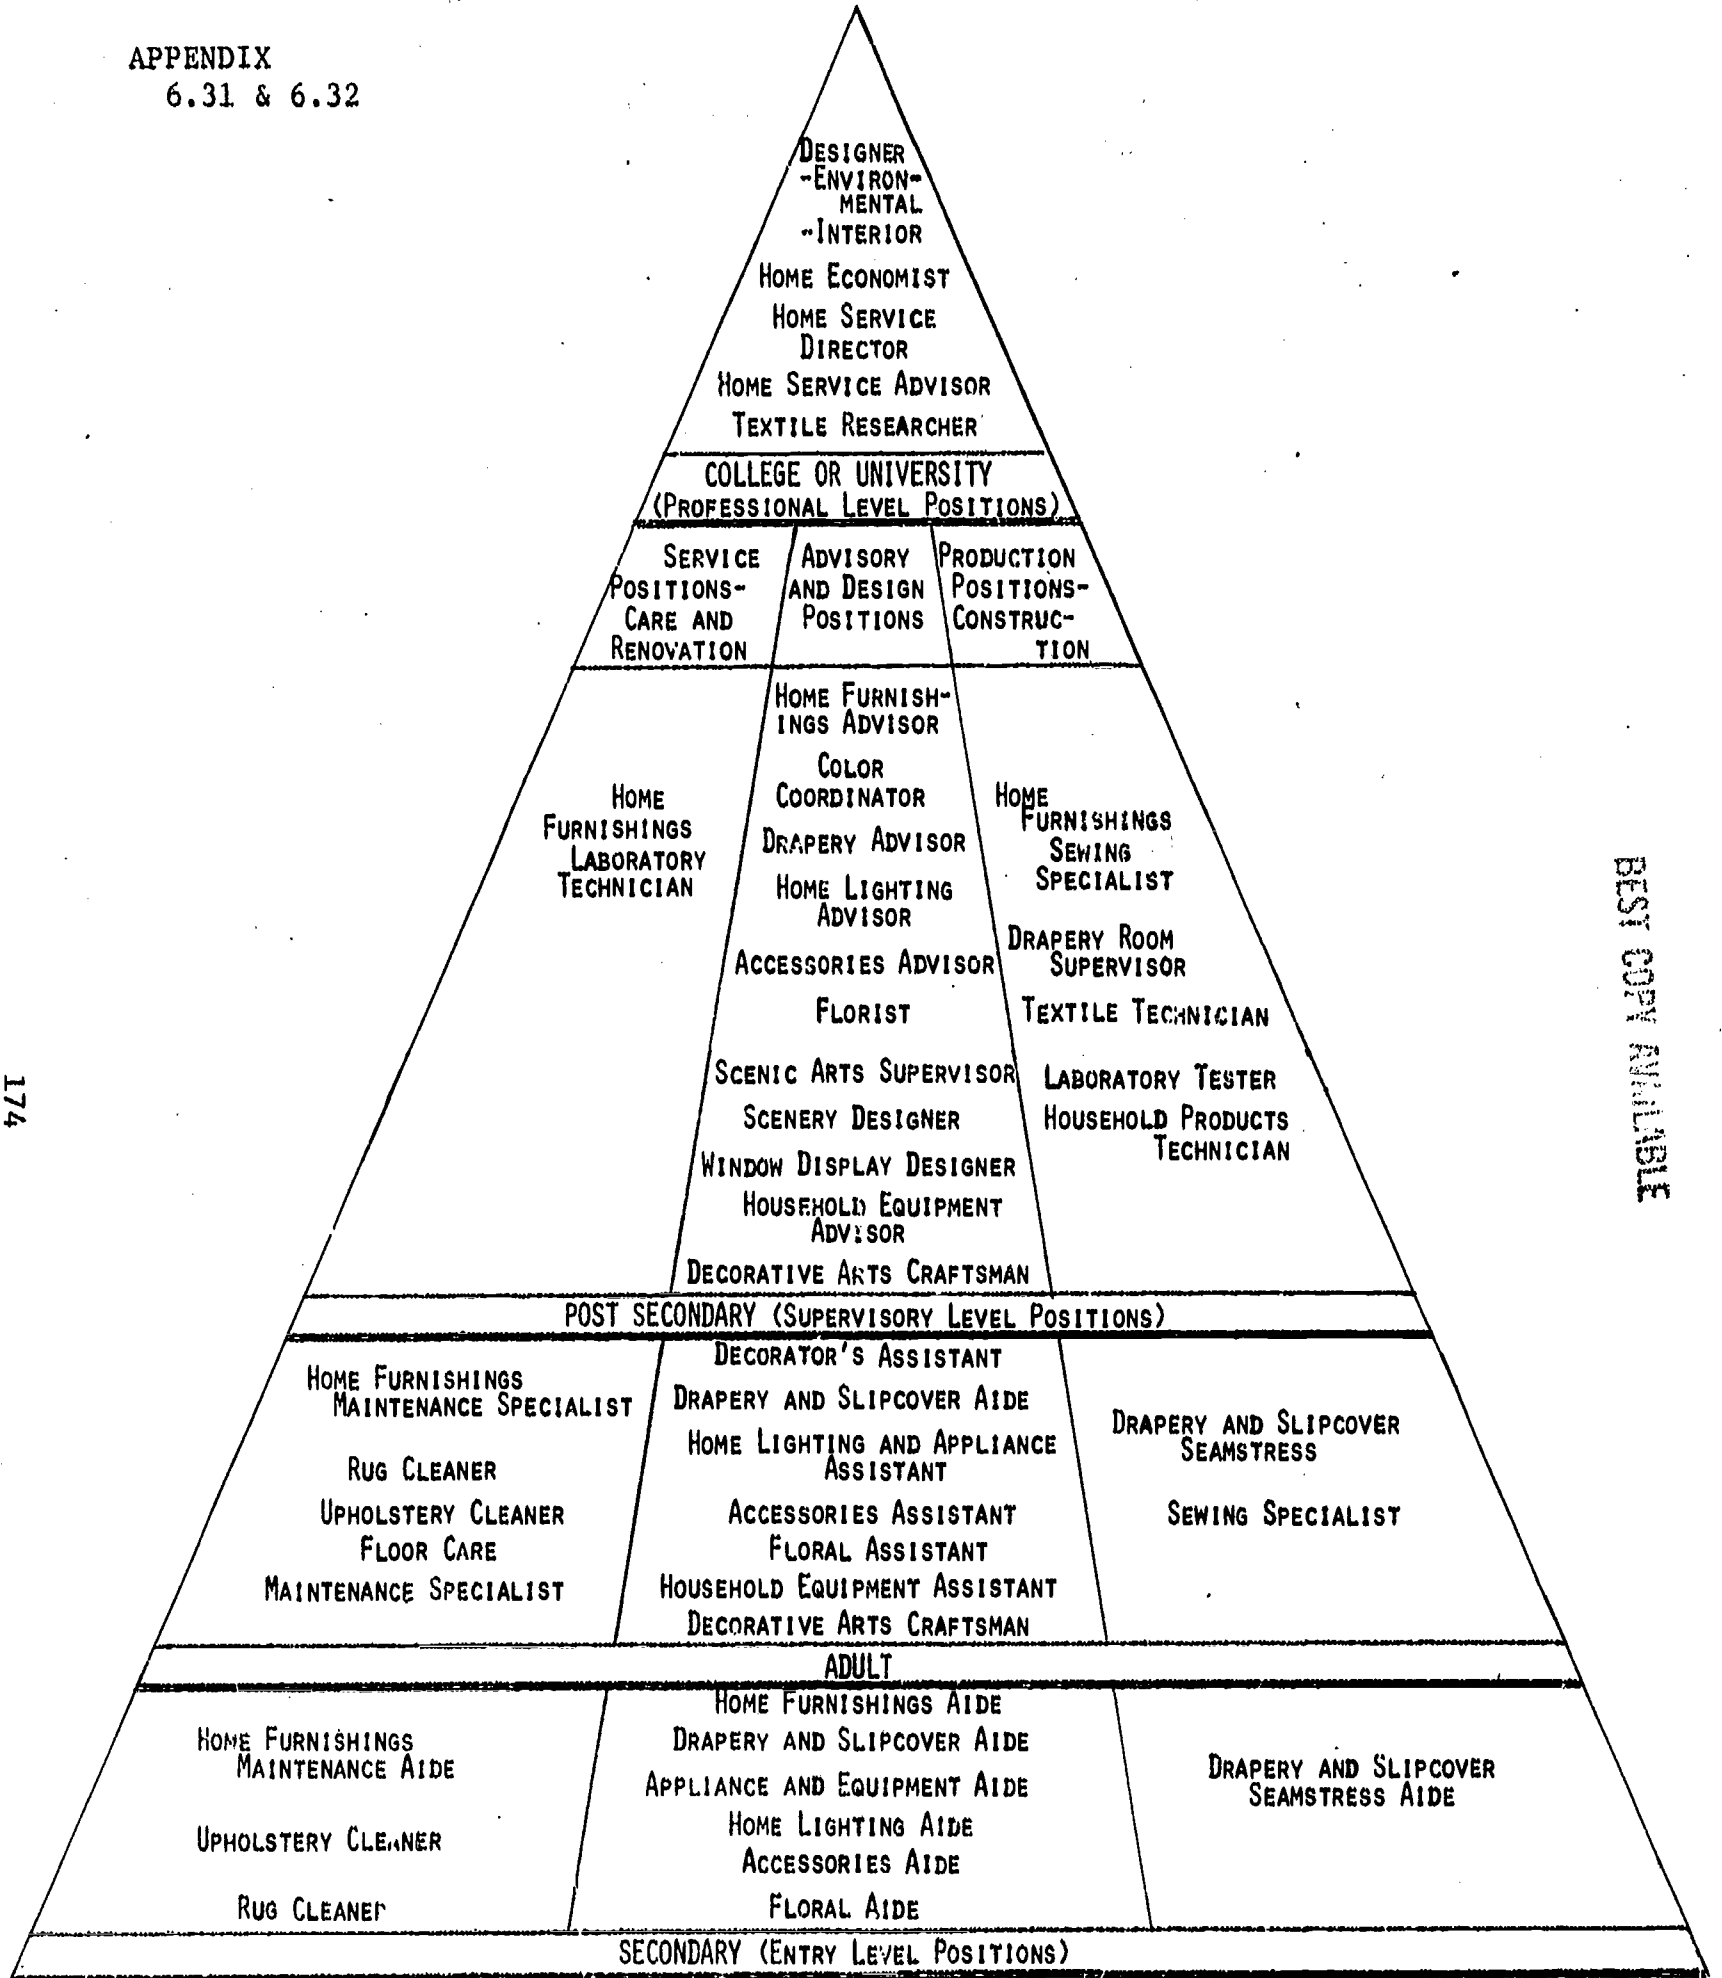 APPENDIX
6.31 & 6.32
DESIGNER
-ENVIRON-
MENTAL
-INTERIOR
HOME ECONOMIST
HOME SERVICE
DIRECTOR
HOME SERVICE ADVISOR
TEXTILE RESEARCHER
COLLEGE OR UNIVERSITY
(PROFESSIONAL LEVEL POSITIONS)
SERVICE
POSITIONS-
CARE AND
RENOVATION
ADVISORY
AND DESIGN
POSITIONS
PRODUCTION
POSITIONS-
CONSTRUC-
TION
HOME
FURNISHINGS
LABORATORY
TECHNICIAN
HOME FURNISH-
INGS ADVISOR
COLOR
COORDINATOR
DRAPERY ADVISOR
HOME LIGHTING
ADVISOR
ACCESSORIES ADVISOR
FLORIST
SCENIC ARTS SUPERVISOR
SCENERY DESIGNER
WINDOW DISPLAY DESIGNER
HOUSEHOLD EQUIPMENT
ADVISOR
DECORATIVE ARTS CRAFTSMAN
HOME
FURNISHINGS
SEWING
SPECIALIST
DRAPERY ROOM
SUPERVISOR
TEXTILE TECHNICIAN
LABORATORY TESTER
HOUSEHOLD PRODUCTS
TECHNICIAN
POST SECONDARY (SUPERVISORY LEVEL POSITIONS)
HOME FURNISHINGS
MAINTENANCE SPECIALIST
RUG CLEANER
UPHOLSTERY CLEANER
FLOOR CARE
MAINTENANCE SPECIALIST
DECORATOR'S ASSISTANT
DRAPERY AND SLIPCOVER AIDE
HOME LIGHTING AND APPLIANCE
ASSISTANT
ACCESSORIES ASSISTANT
FLORAL ASSISTANT
HOUSEHOLD EQUIPMENT ASSISTANT
DECORATIVE ARTS CRAFTSMAN
DRAPERY AND SLIPCOVER
SEAMSTRESS
SEWING SPECIALIST
ADULT
HOME FURNISHINGS
MAINTENANCE AIDE
UPHOLSTERY CLEANER
RUG CLEANER
HOME FURNISHINGS AIDE
DRAPERY AND SLIPCOVER AIDE
APPLIANCE AND EQUIPMENT AIDE
HOME LIGHTING AIDE
ACCESSORIES AIDE
FLORAL AIDE
DRAPERY AND SLIPCOVER
SEAMSTRESS AIDE
SECONDARY (ENTRY LEVEL POSITIONS)
174
BEST COPY AVAILABLE